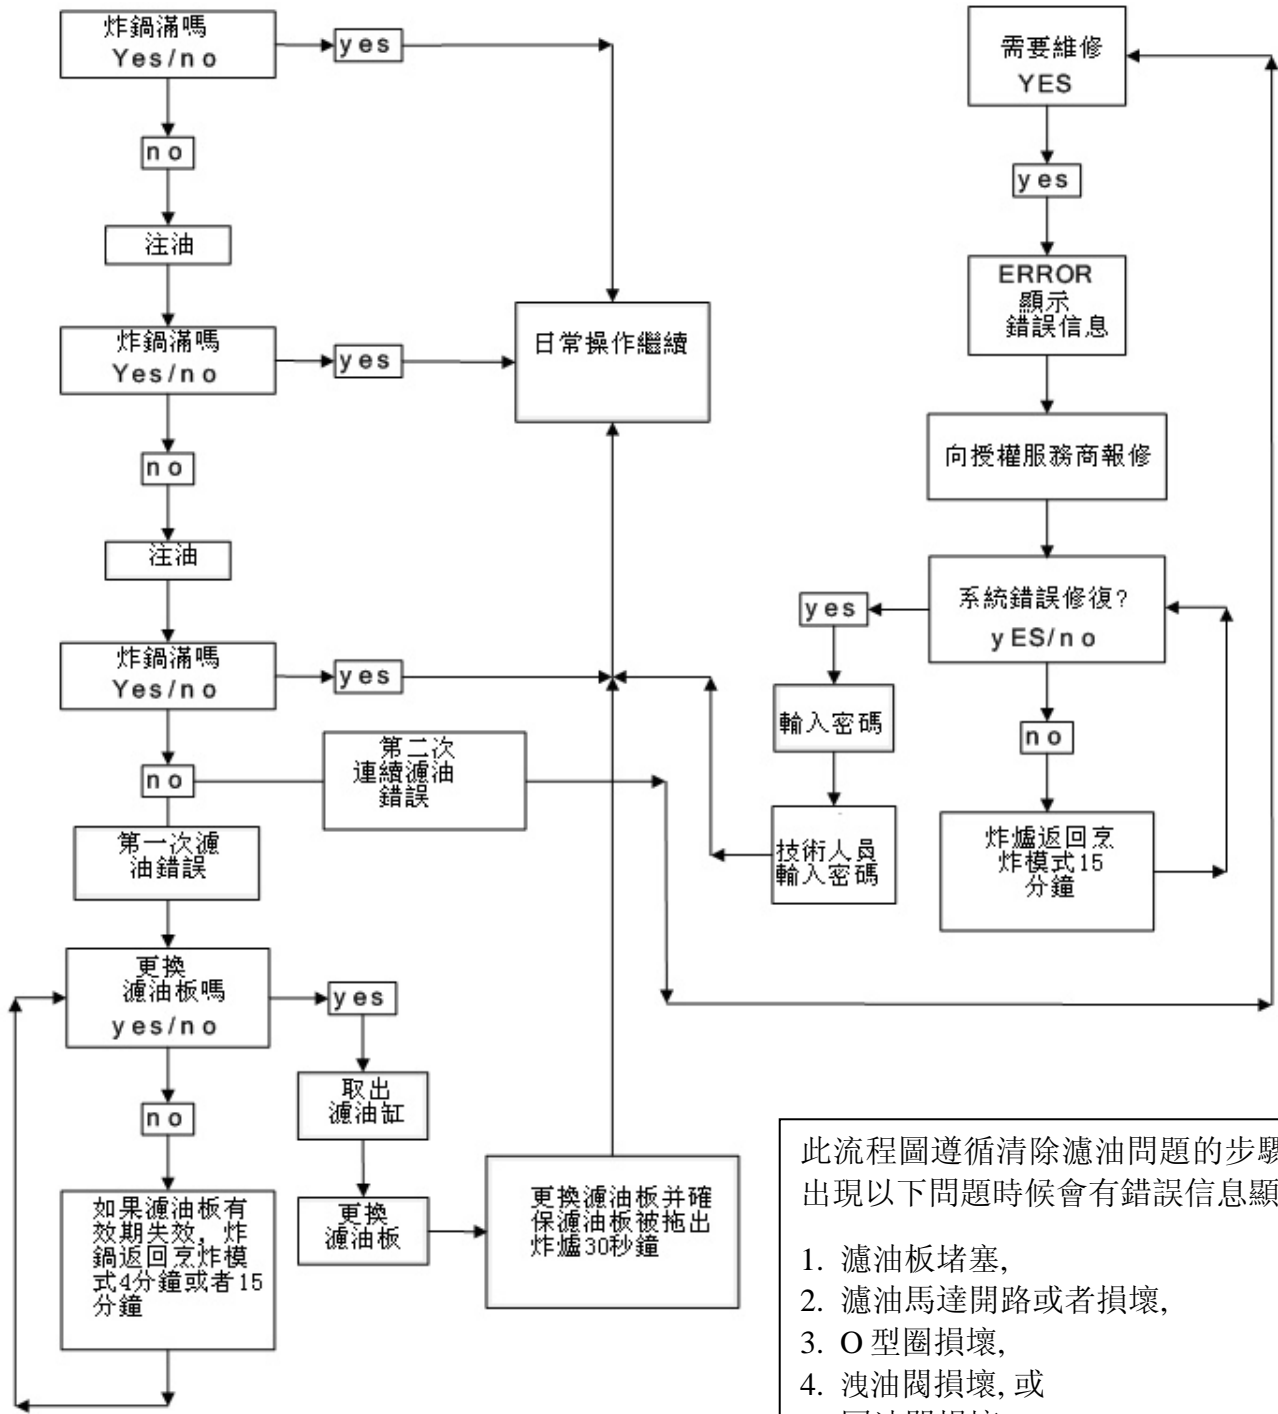 炸鍋滿嗎
Yes/no
yes
no
注油
炸鍋滿嗎
Yes/no
yes
日常操作繼續
no
注油
炸鍋滿嗎
Yes/no
yes
no
第二次
連續濾油
錯誤
第一次濾
油錯誤
更換
濾油板嗎
yes/no
yes
no
取出
濾油缸
更換
濾油板
更換濾油板并確
保濾油板被拖出
炸爐30秒鐘
如果濾油板有
效期失效, 炸
鍋返回烹炸模
式4分鐘或者15
分鐘
需要維修
YES
yes
ERROR
顯示
錯誤信息
向授權服務商報修
系統錯誤修復?
yES/no
yes
輸入密碼
no
技術人員
輸入密碼
炸爐返回烹
炸模式15
分鐘
此流程圖遵循清除濾油問題的步驟
出現以下問題時候會有錯誤信息顯
1. 濾油板堵塞,
2. 濾油馬達開路或者損壞,
3. O 型圈損壞,
4. 洩油閥損壞, 或